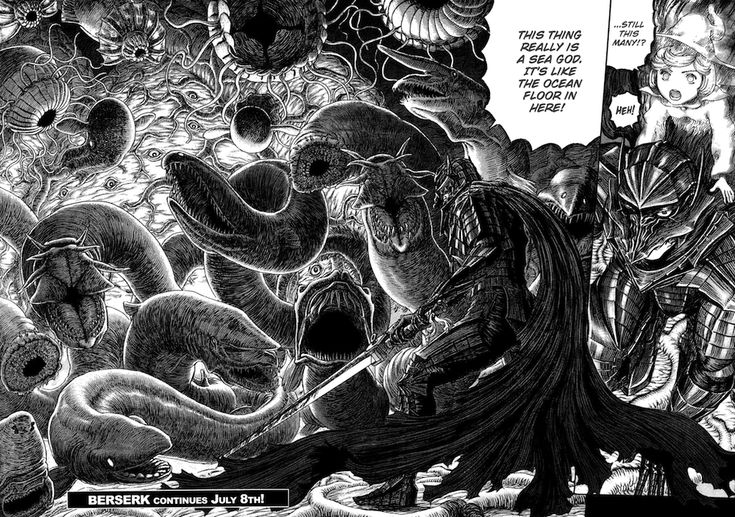 ...STILL
THIS
MANY!?
HEH!
THIS THING
REALLY IS
A SEA GOD.
IT'S LIKE
THE OCEAN
FLOOR IN
HERE!
BERSERK CONTINUES JULY 8TH!